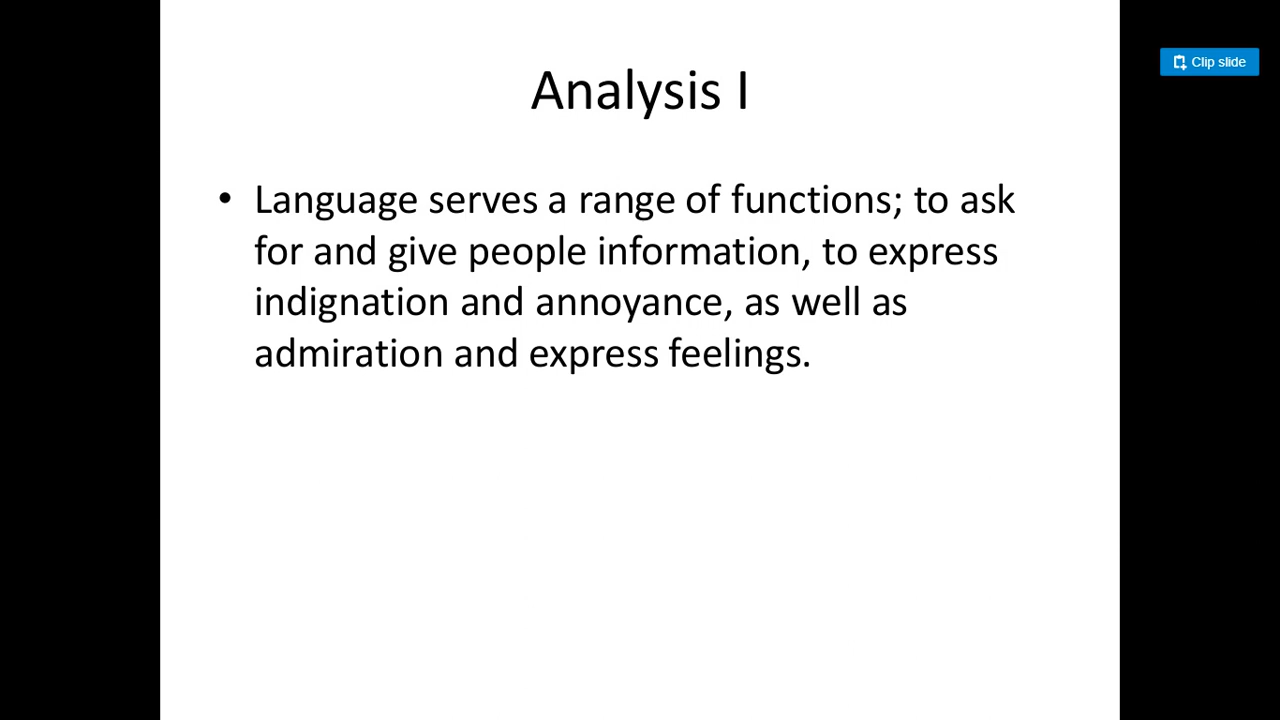 Analysis I
Clip slide
• Language serves a range of functions; to ask
for and give people information, to express
indignation and annoyance, as well as
admiration and express feelings.